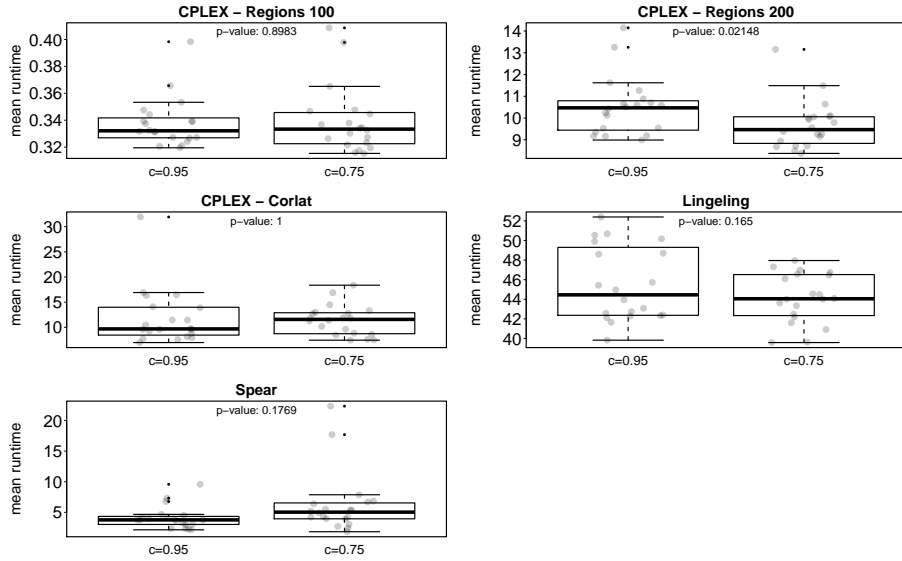 CPLEX − Regions 100
p−value: 0.8983
mean runtime
0.40
0.38
0.36
0.34
0.32
c=0.95
c=0.75
CPLEX − Regions 200
p−value: 0.02148
mean runtime
14
13
12
11
10
9
c=0.95
c=0.75
CPLEX − Corlat
p−value: 1
mean runtime
30
25
20
15
10
c=0.95
c=0.75
Lingeling
p−value: 0.165
mean runtime
52
50
48
46
44
42
40
c=0.95
c=0.75
Spear
p−value: 0.1769
mean runtime
20
15
10
5
c=0.95
c=0.75